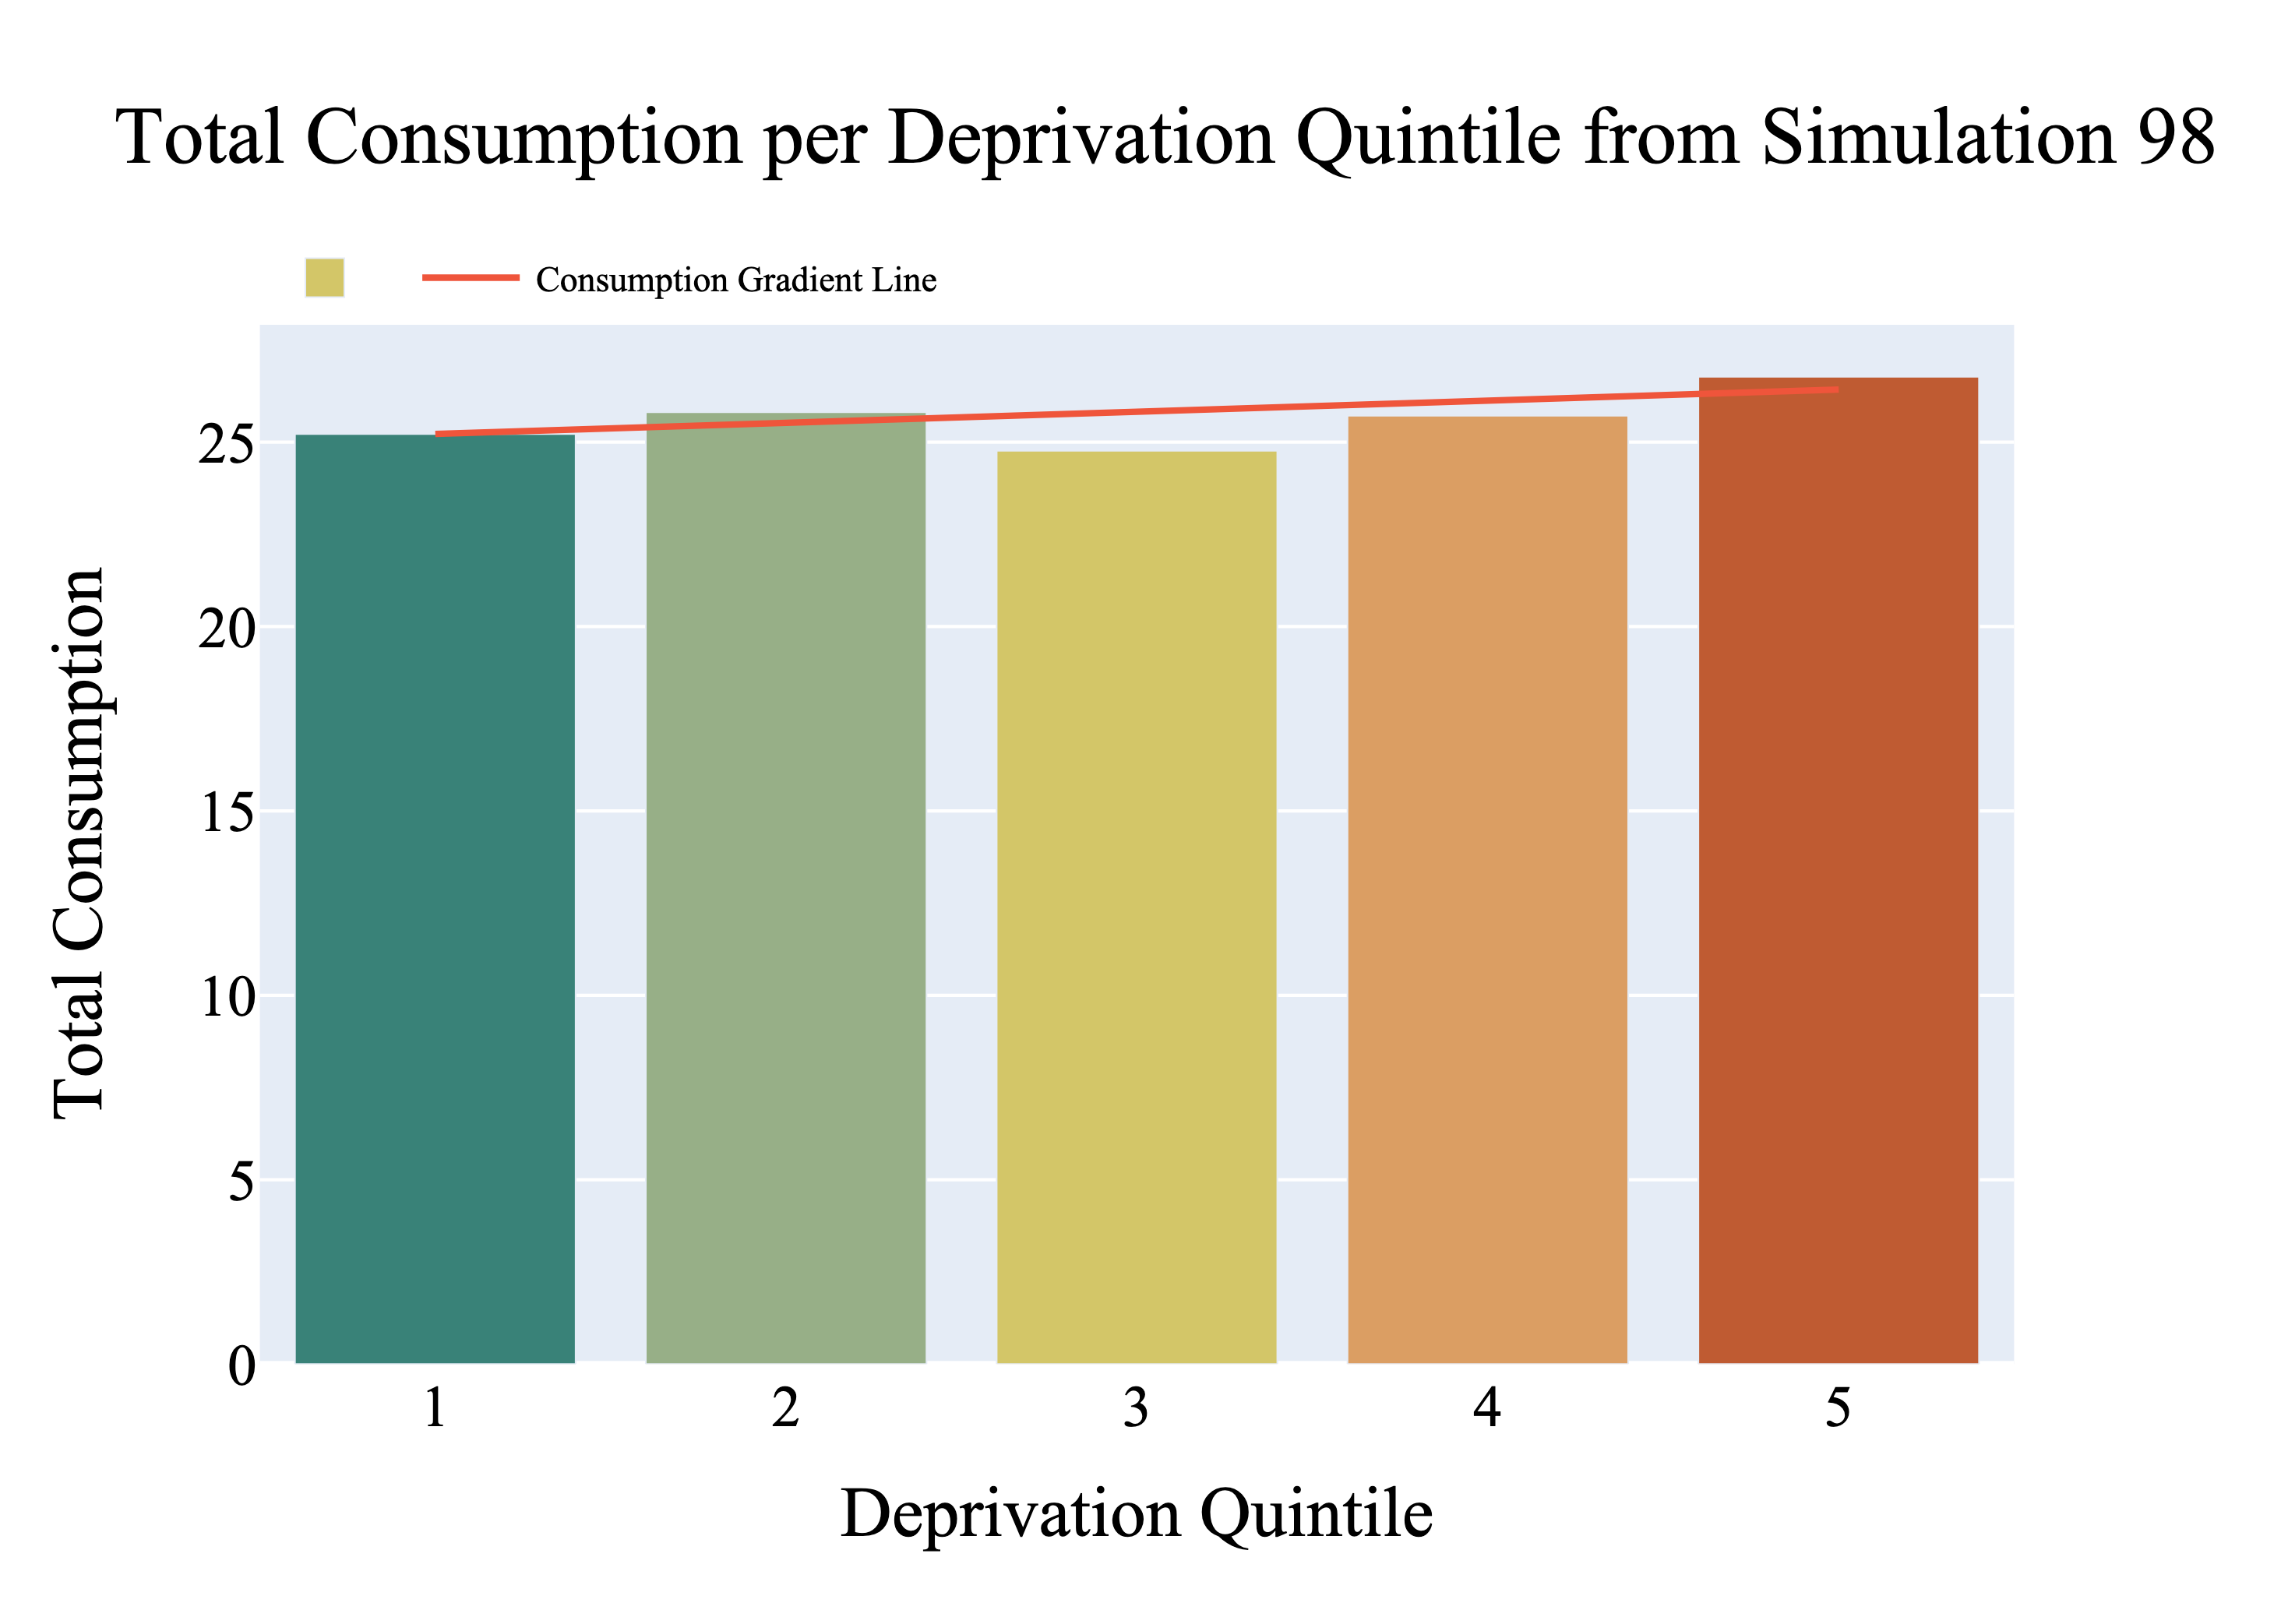 Total Consumption per Deprivation Quintile from Simulation 98
Consumption Gradient Line
Total Consumption
25
20
15
10
5
0
1 2 3 4 5
Deprivation Quintile